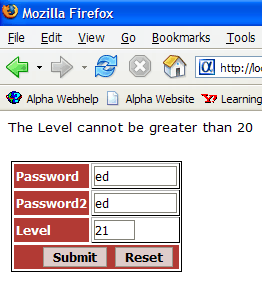 Mozilla Firefox
File Edit View Go Bookmarks Tools
http://lo
Alpha Webhelp Alpha Website Learning
The Level cannot be greater than 20
Password ed
Password2 ed
Level 21
Submit Reset